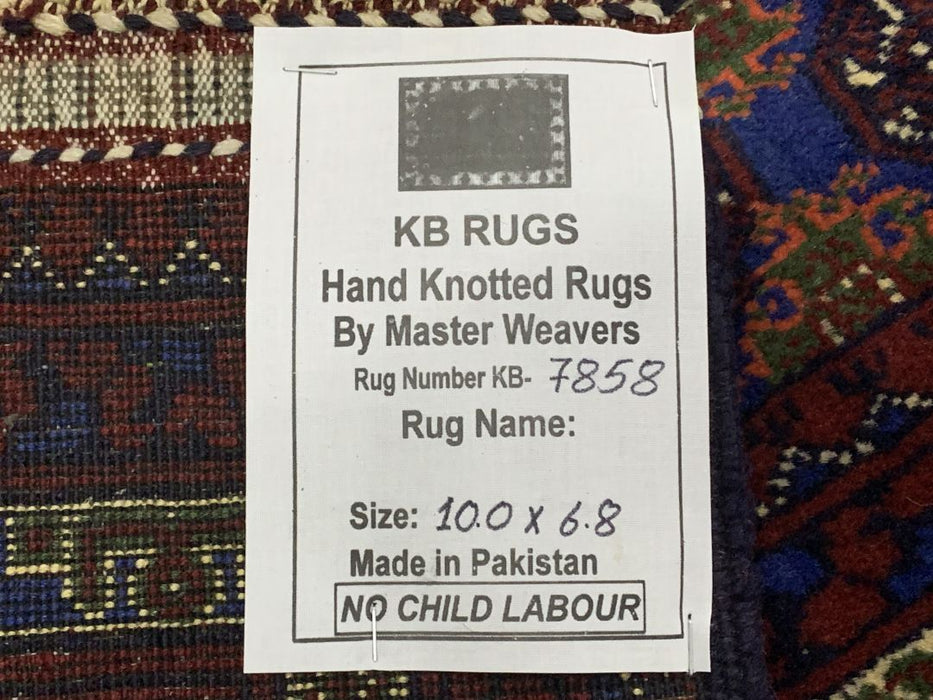 KB RUGS
Hand Knotted Rugs
By Master Weavers
Rug Number KB- 7858
Rug Name:
Size: 10.0 x 6.8
Made in Pakistan
NO CHILD LABOUR